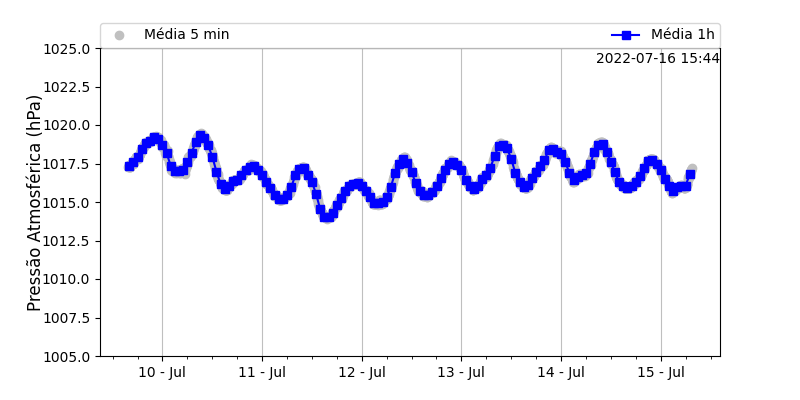 Média 5 min
Média 1h
2022-07-16 15:44
Pressão Atmosférica (hPa)
1025.0
1022.5
1020.0
1017.5
1015.0
1012.5
1010.0
1007.5
1005.0
10 - Jul
11 - Jul
12 - Jul
13 - Jul
14 - Jul
15 - Jul